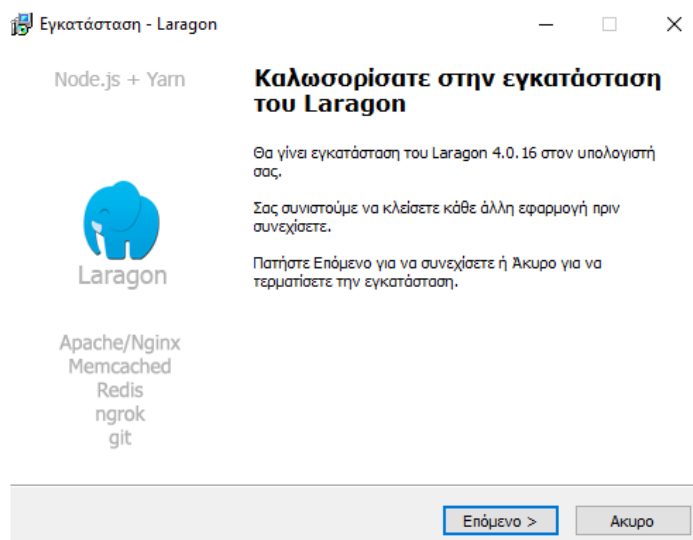 Εγκατάσταση - Laragon
Node.js + Yarn
Laragon
Apache/Nginx
Memcached
Redis
ngrok
git
Καλωσορίσατε στην εγκατάσταση
του Laragon
Θα γίνει εγκατάσταση του Laragon 4.0.16 στον υπολογιστή
σας.
Σας συνιστούμε να κλείσετε κάθε άλλη εφαρμογή πριν
συνεχίσετε.
Πατήστε Επόμενο για να συνεχίσετε ή Άκυρο για να
τερματίσετε την εγκατάσταση.
Επόμενο >
Ακυρο